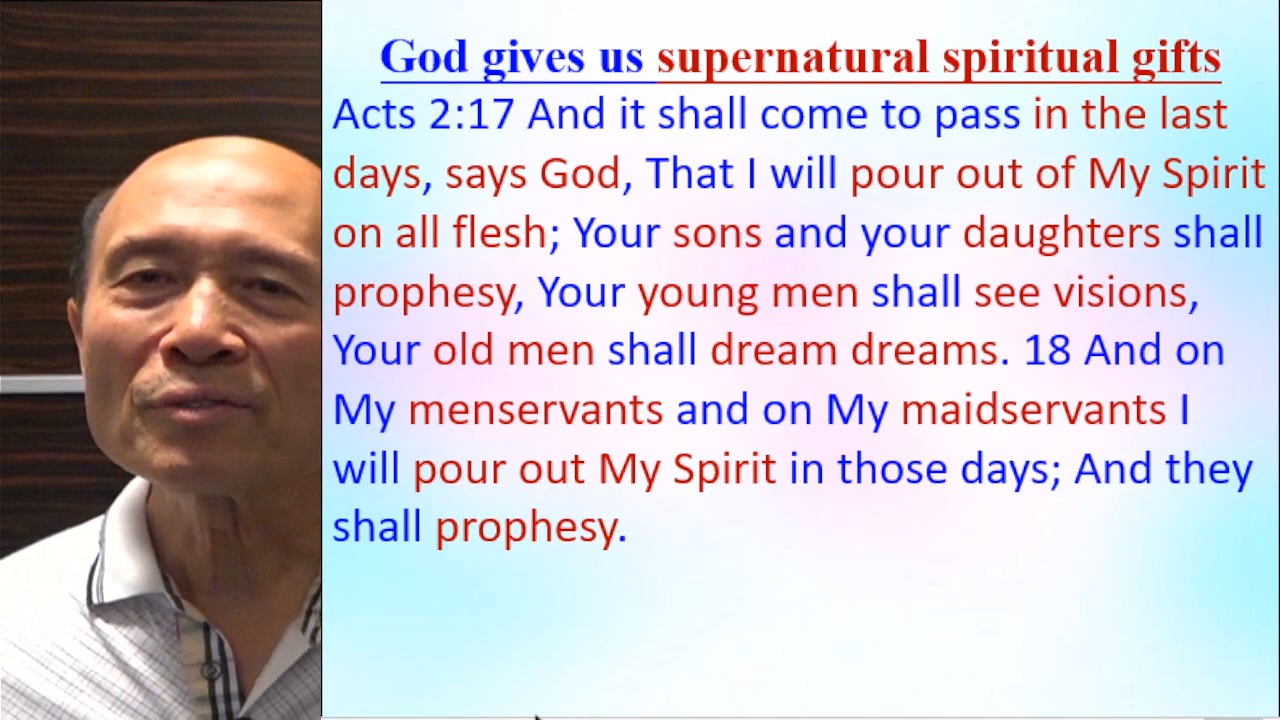 God gives us supernatural spiritual gifts
Acts 2:17 And it shall come to pass in the last
days, says God, That I will pour out of My Spirit
on all flesh; Your sons and your daughters shall
prophesy, Your young men shall see visions,
Your old men shall dream dreams. 18 And on
My menservants and on My maidservants I
will pour out My Spirit in those days; And they
shall prophesy.